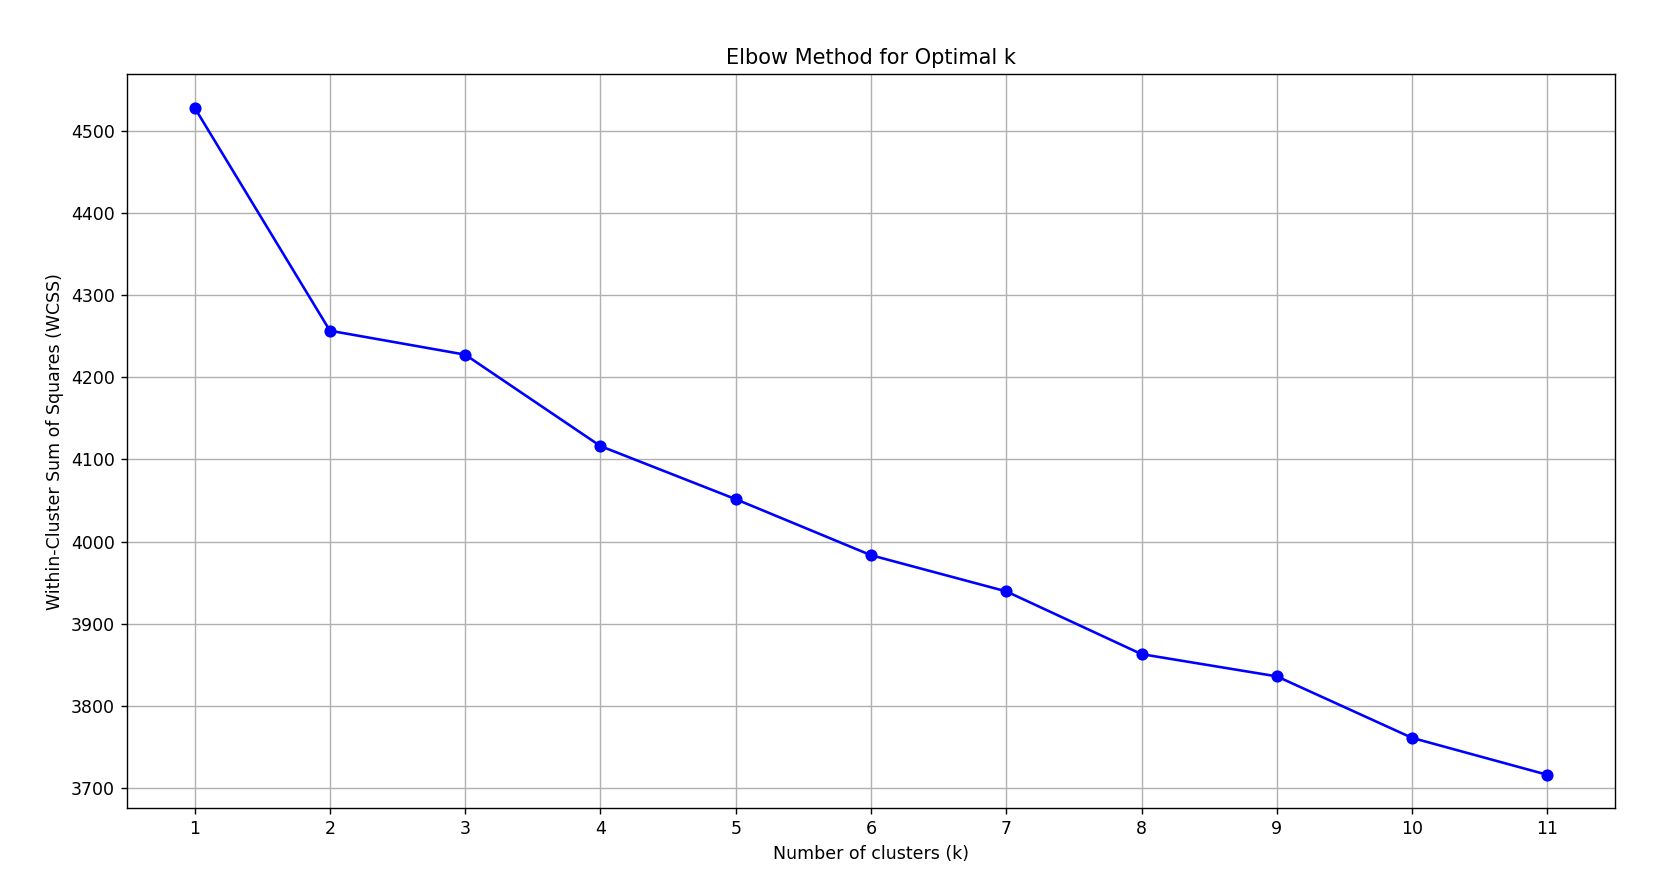 Elbow Method for Optimal k
Within-Cluster Sum of Squares (WCSS)
4500
4400
4300
4200
4100
4000
3900
3800
3700
1 2 3 4 5 6 7 8 9 10 11
Number of clusters (k)